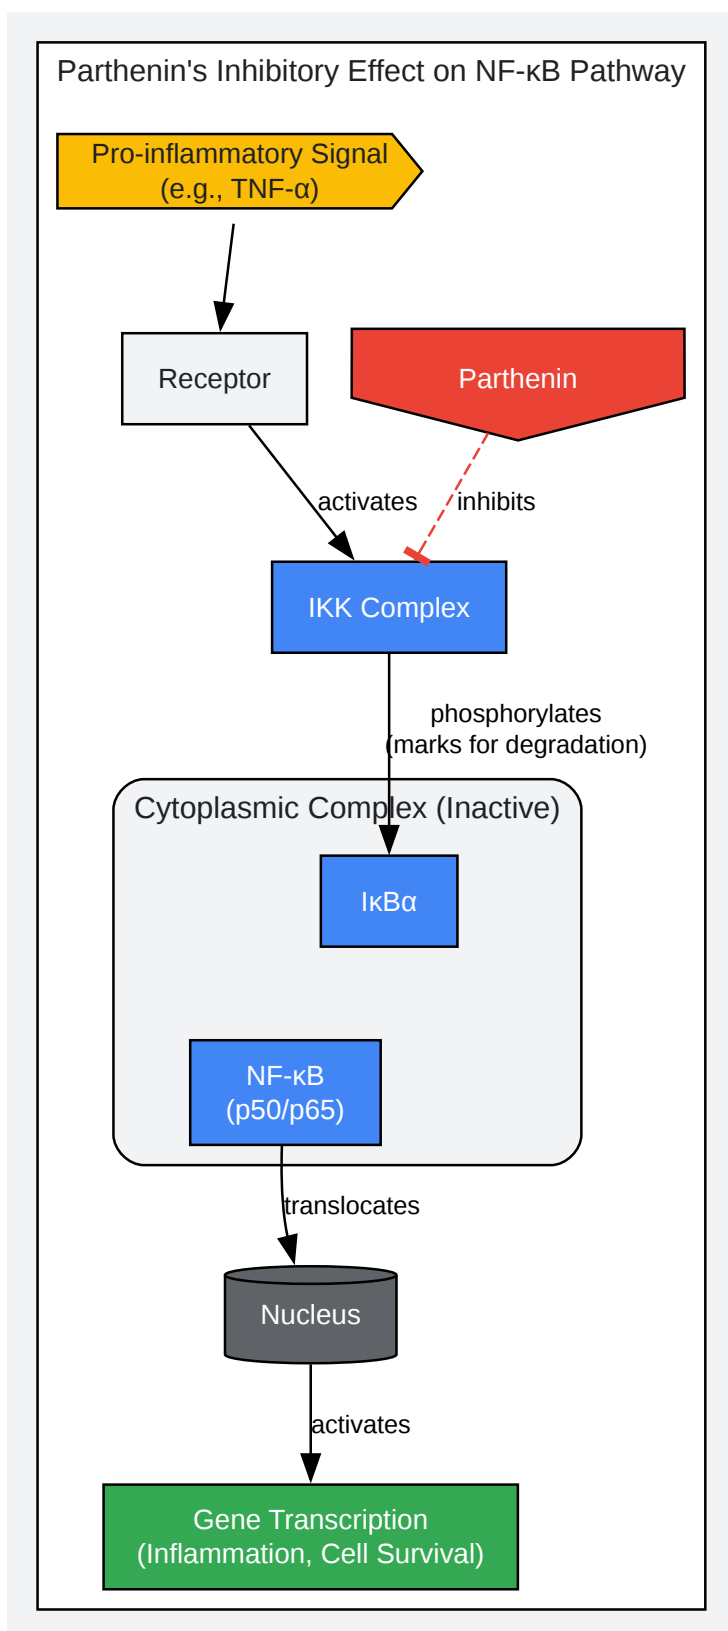 Parthenin's Inhibitory Effect on NF-κB Pathway
Pro-inflammatory Signal
(e.g., TNF-α)
Receptor
Parthenin
activates
inhibits
IKK Complex
phosphorylates
(marks for degradation)
Cytoplasmic Complex (Inactive)
IκBα
NF-κB
(p50/p65)
translocates
Nucleus
activates
Gene Transcription
(Inflammation, Cell Survival)